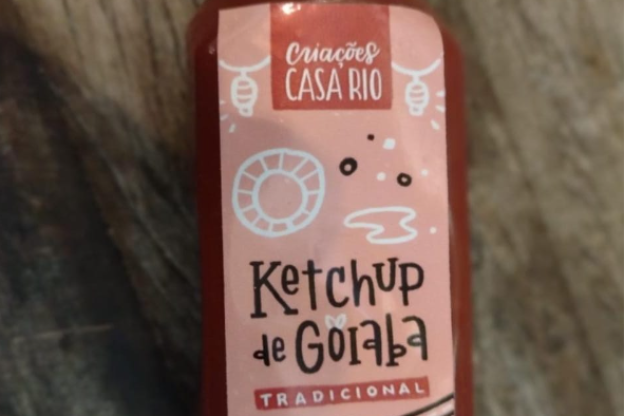 Criações
CASA RIO
Ketchup
de Goiaba
TRADICIONAL